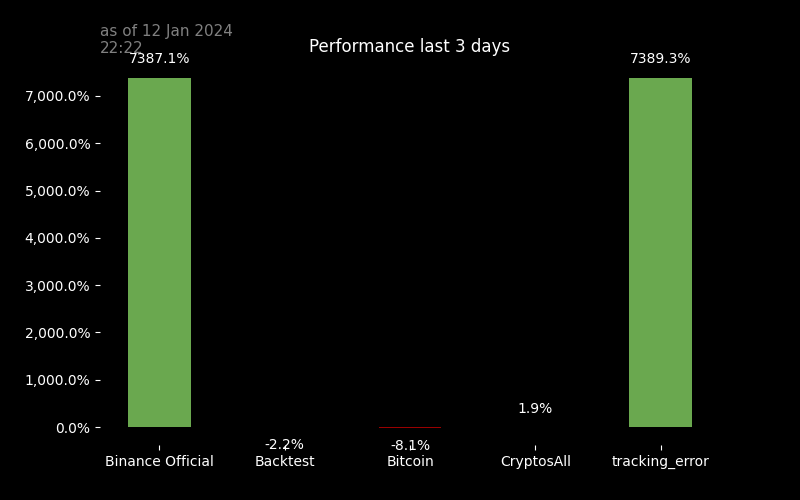 as of 12 Jan 2024
22:22
Performance last 3 days
7387.1%
7389.3%
7,000.0%
6,000.0%
5,000.0%
4,000.0%
3,000.0%
2,000.0%
1,000.0%
1.9%
0.0%
-2.2%
-8.1%
Binance Official
Backtest
Bitcoin
CryptosAll
tracking_error